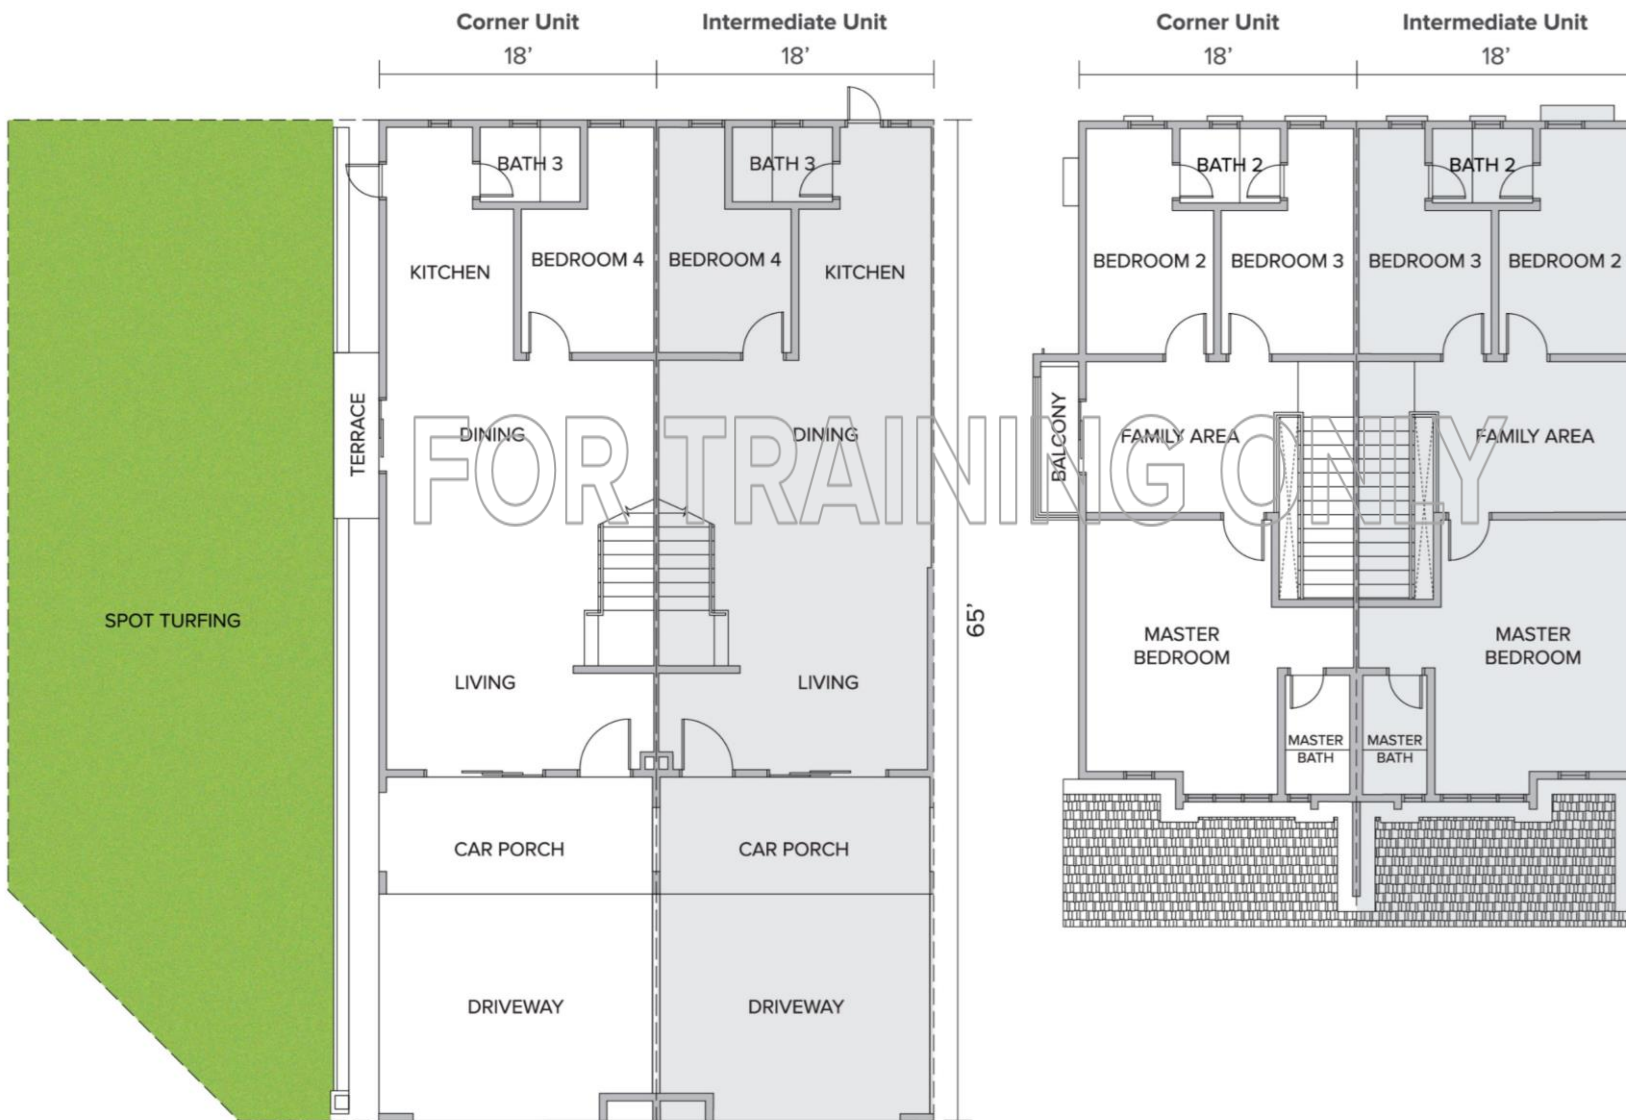 Corner Unit
Intermediate Unit
Corner Unit
Intermediate Unit
18’
18’
18’
18’
BATH 3
BATH 3
BATH 2
BATH 2
KITCHEN
BEDROOM 4
BEDROOM 4
KITCHEN
BEDROOM 2
BEDROOM 3
BEDROOM 3
BEDROOM 2
TERRACE
DINING
DINING
BALCONY
FAMILY AREA
FAMILY AREA
FOR TRAINING ONLY
SPOT TURFING
65’
MASTER
BEDROOM
MASTER
BEDROOM
LIVING
LIVING
MASTER
BATH
MASTER
BATH
CAR PORCH
CAR PORCH
DRIVEWAY
DRIVEWAY